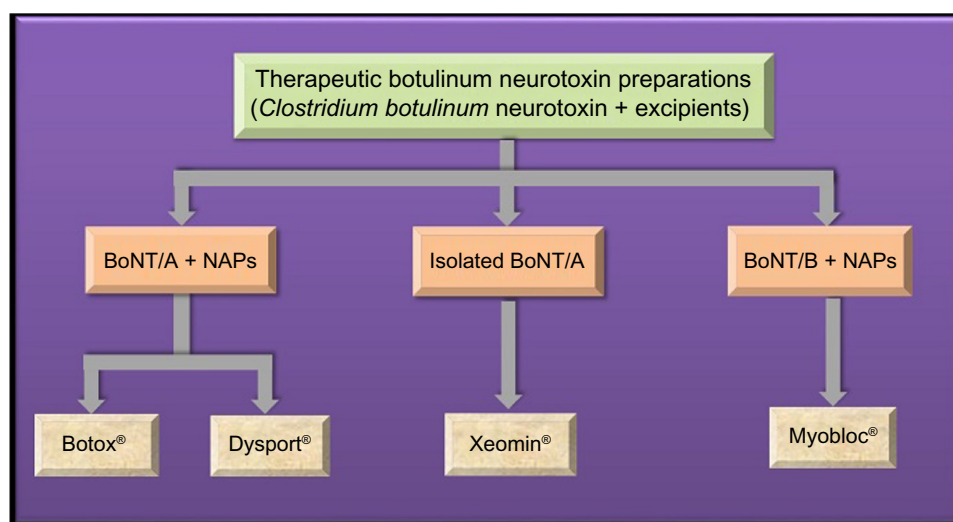 Therapeutic botulinum neurotoxin preparations
(Clostridium botulinum neurotoxin + excipients)
BoNT/A + NAPs
Isolated BoNT/A
BoNT/B + NAPs
Botox®
Dysport®
Xeomin®
Myobloc®